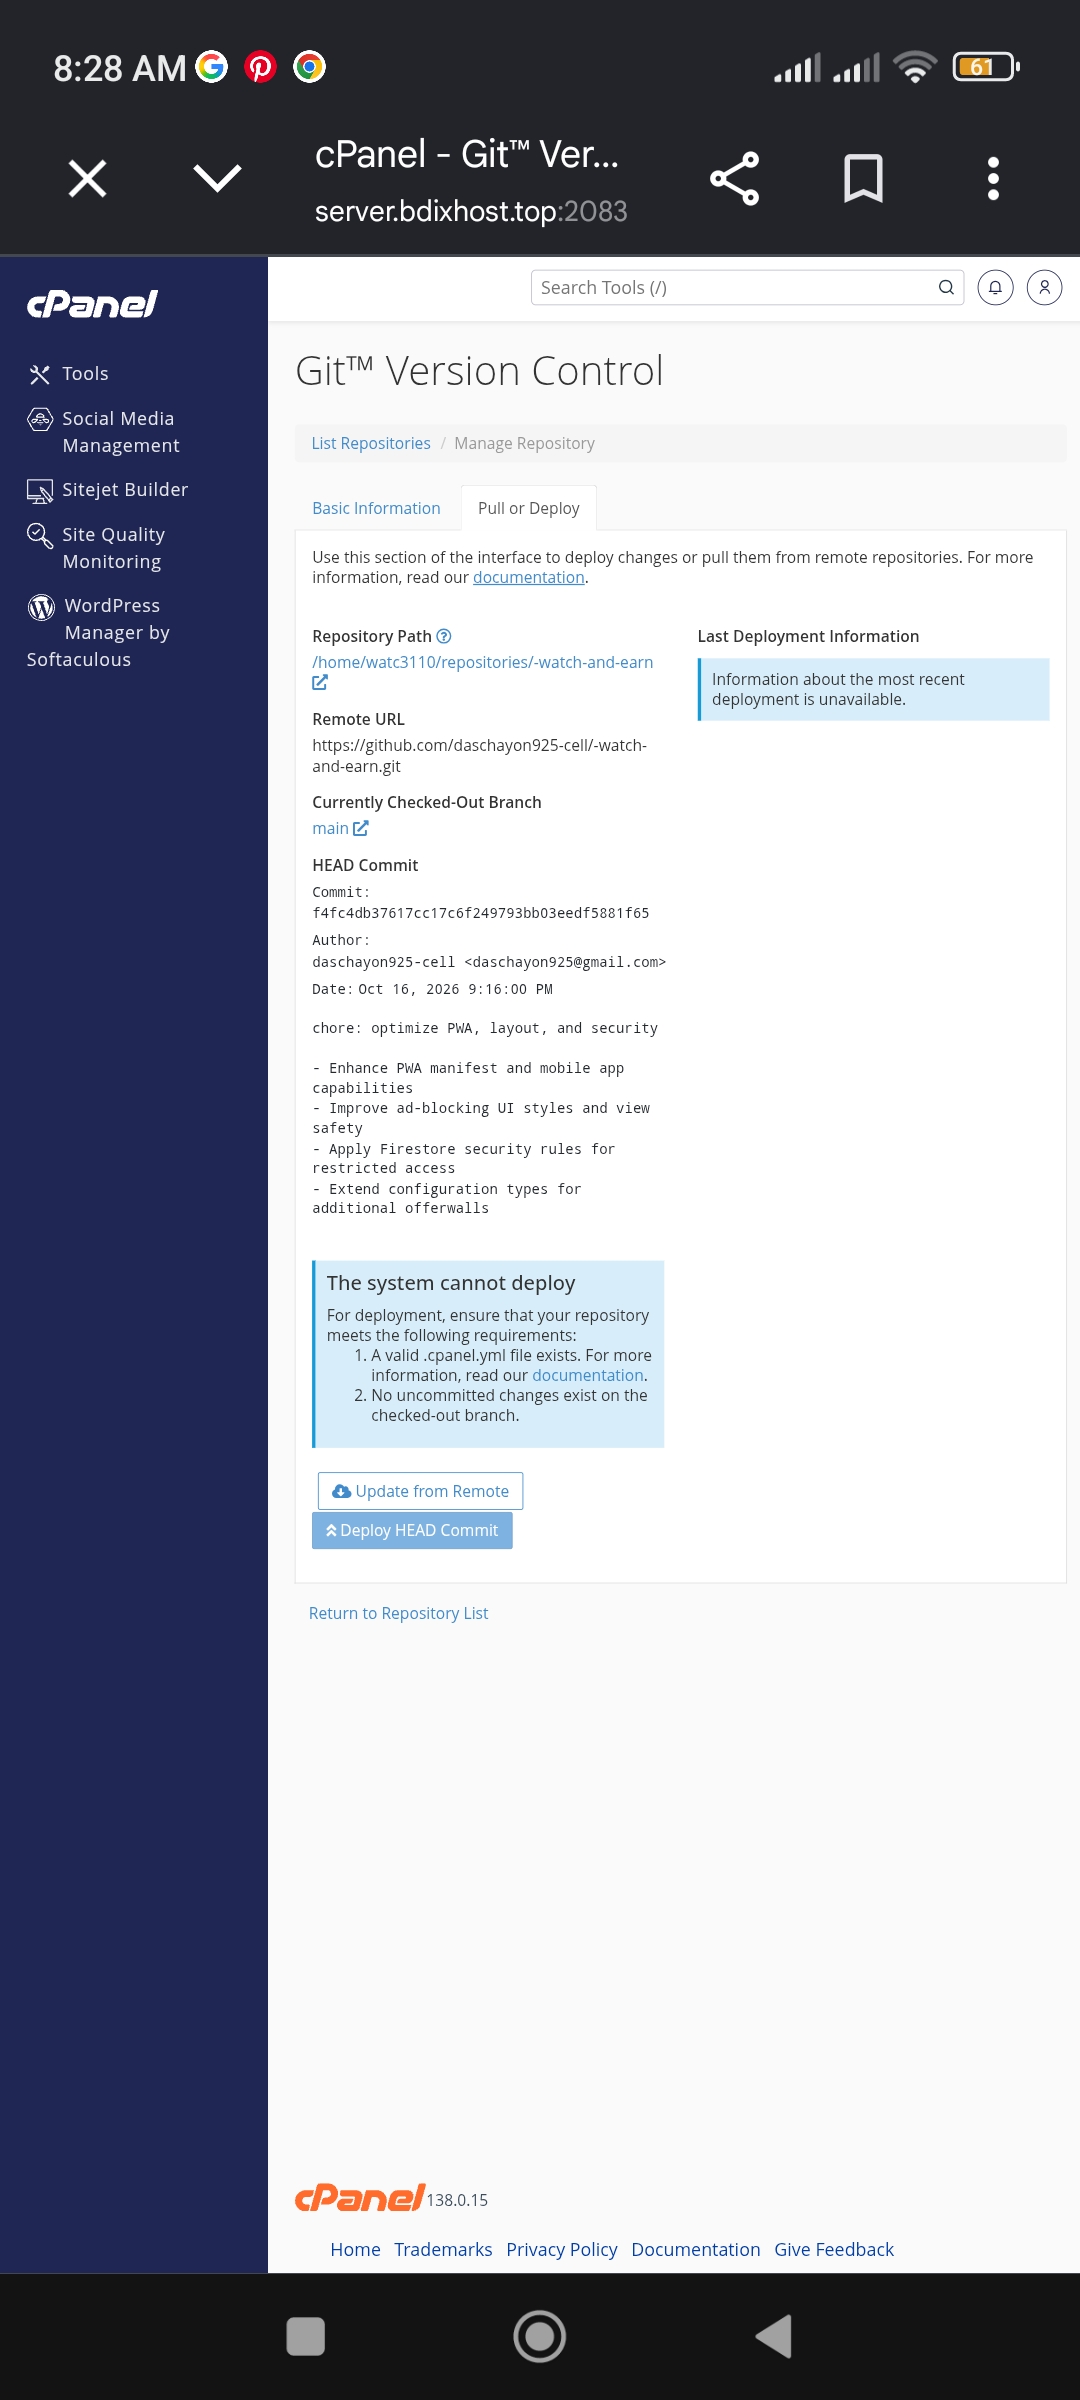 8:28 AM
61
cPanel - Git™ Ver...
server.bdixhost.top:2083
cPanel
Tools
Social Media
Management
Sitejet Builder
Site Quality
Monitoring
WordPress
Manager by
Softaculous
Search Tools (/)
Git™ Version Control
List Repositories / Manage Repository
Basic Information
Pull or Deploy
Use this section of the interface to deploy changes or pull them from remote repositories. For more
information, read our documentation.
Repository Path
/home/watc3110/repositories/-watch-and-earn
Remote URL
https://github.com/daschayon925-cell/-watch-
and-earn.git
Currently Checked-Out Branch
main
HEAD Commit
Commit:
f4fc4db37617cc17c6f249793bb03eedf5881f65
Author:
daschayon925-cell <daschayon925@gmail.com>
Date: Oct 16, 2026 9:16:00 PM
chore: optimize PWA, layout, and security
- Enhance PWA manifest and mobile app
capabilities
- Improve ad-blocking UI styles and view
safety
- Apply Firestore security rules for
restricted access
- Extend configuration types for
additional offerwalls
The system cannot deploy
For deployment, ensure that your repository
meets the following requirements:
1. A valid .cpanel.yml file exists. For more
information, read our documentation.
2. No uncommitted changes exist on the
checked-out branch.
Update from Remote
Deploy HEAD Commit
Last Deployment Information
Information about the most recent
deployment is unavailable.
Return to Repository List
cPanel 138.0.15
Home Trademarks Privacy Policy Documentation Give Feedback